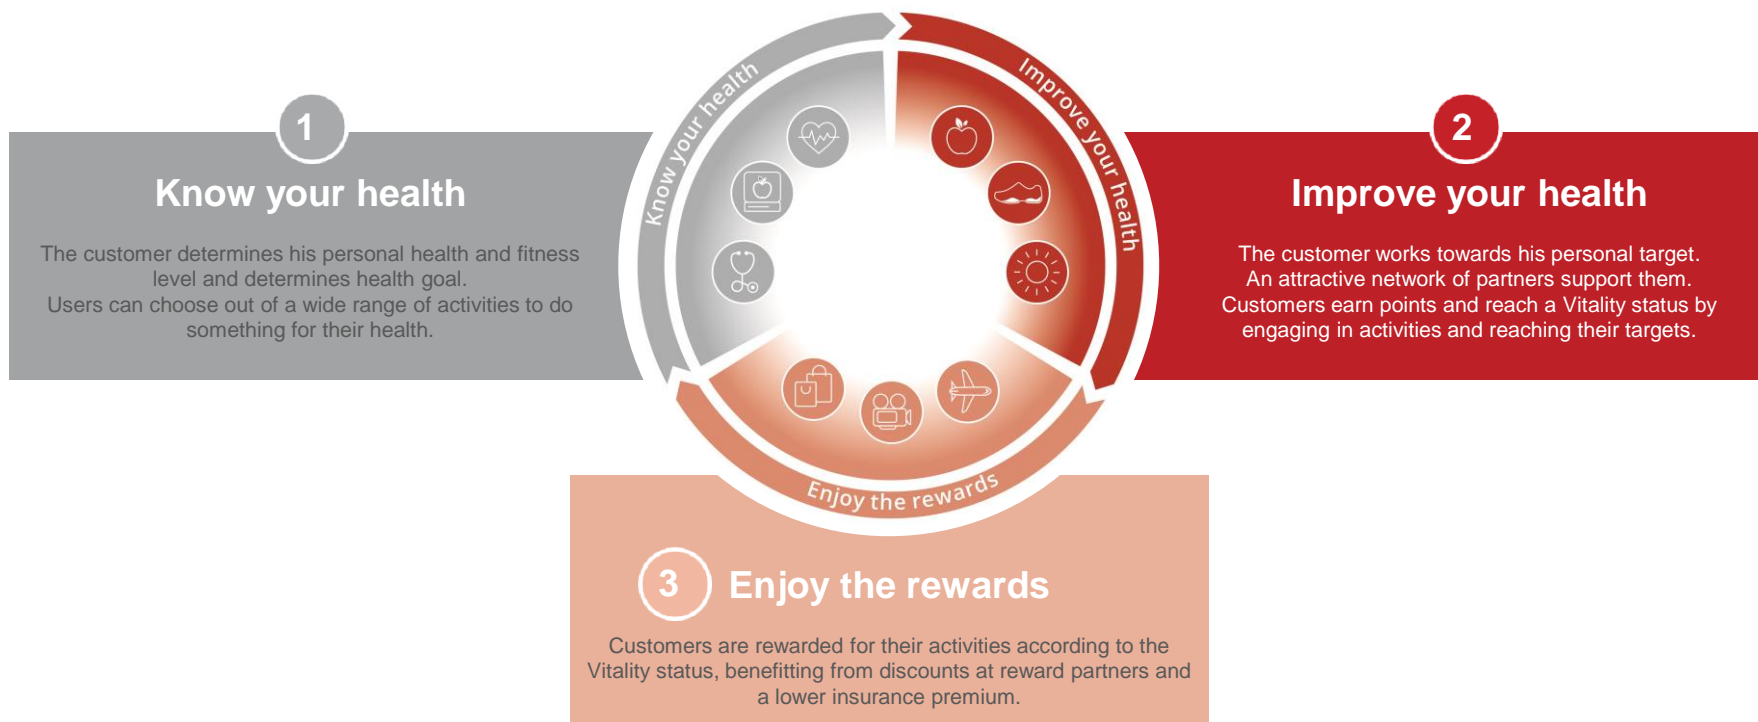 1
Know your health
The customer determines his personal health and fitness
level and determines health goal.
Users can choose out of a wide range of activities to do
something for their health.
Know your health
Improve your health
Enjoy the rewards
2
Improve your health
The customer works towards his personal target.
An attractive network of partners support them.
Customers earn points and reach a Vitality status by
engaging in activities and reaching their targets.
3 Enjoy the rewards
Customers are rewarded for their activities according to the
Vitality status, benefitting from discounts at reward partners and
a lower insurance premium.